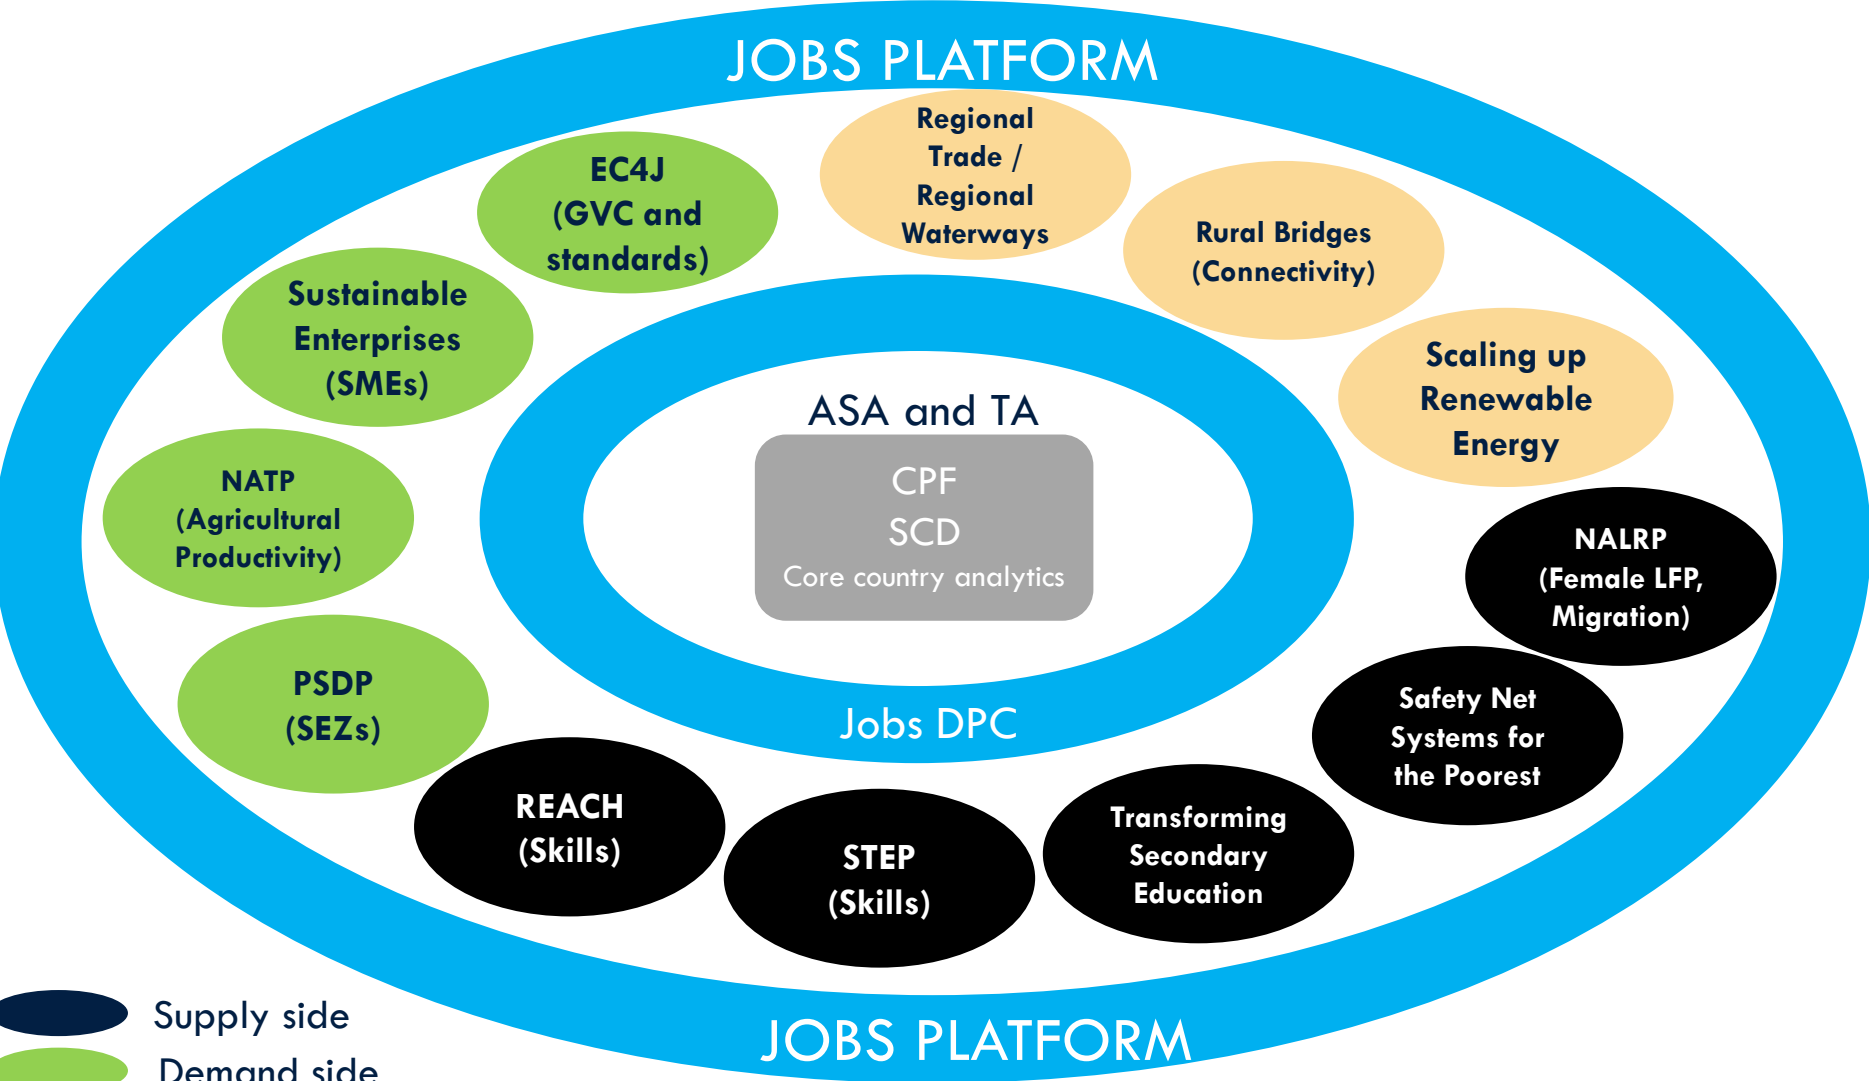 JOBS PLATFORM
Regional
Trade /
Regional
Waterways
EC4J
(GVC and
standards)
Rural Bridges
(Connectivity)
Sustainable
Enterprises
(SMEs)
Scaling up
Renewable
Energy
ASA and TA
CPF
SCD
Core country analytics
NATP
(Agricultural
Productivity)
NALRP
(Female LFP,
Migration)
PSDP
(SEZs)
Safety Net
Systems for
the Poorest
Jobs DPC
REACH
(Skills)
STEP
(Skills)
Transforming
Secondary
Education
Supply side
Demand side
JOBS PLATFORM